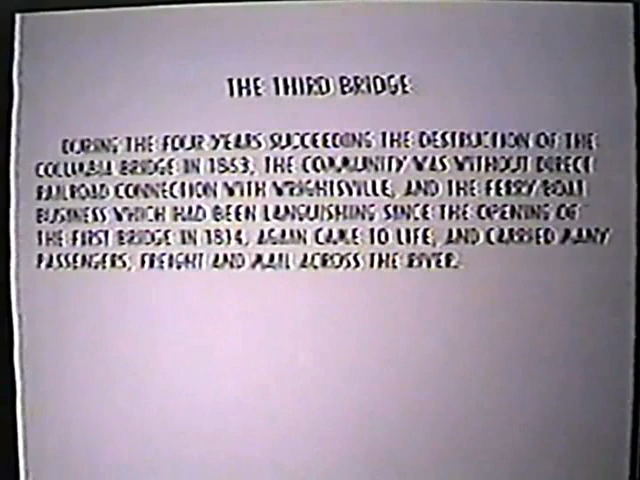 THE THIRD BRIDGE
DURING THE FOUR YEARS SUCCEEDING THE DESTRUCTION OF THE
COLUMBIA BRIDGE IN 1863, THE COMMUNITY WAS WITHOUT DIRECT
RAILROAD CONNECTION WITH WRIGHTSVILLE, AND THE FERRY BOAT
BUSINESS WHICH HAD BEEN LANGUISHING SINCE THE OPENING OF
THE FIRST BRIDGE IN 1814, AGAIN CAME TO LIFE, AND CARRIED MANY
PASSENGERS, FREIGHT AND MAIL ACROSS THE RIVER.